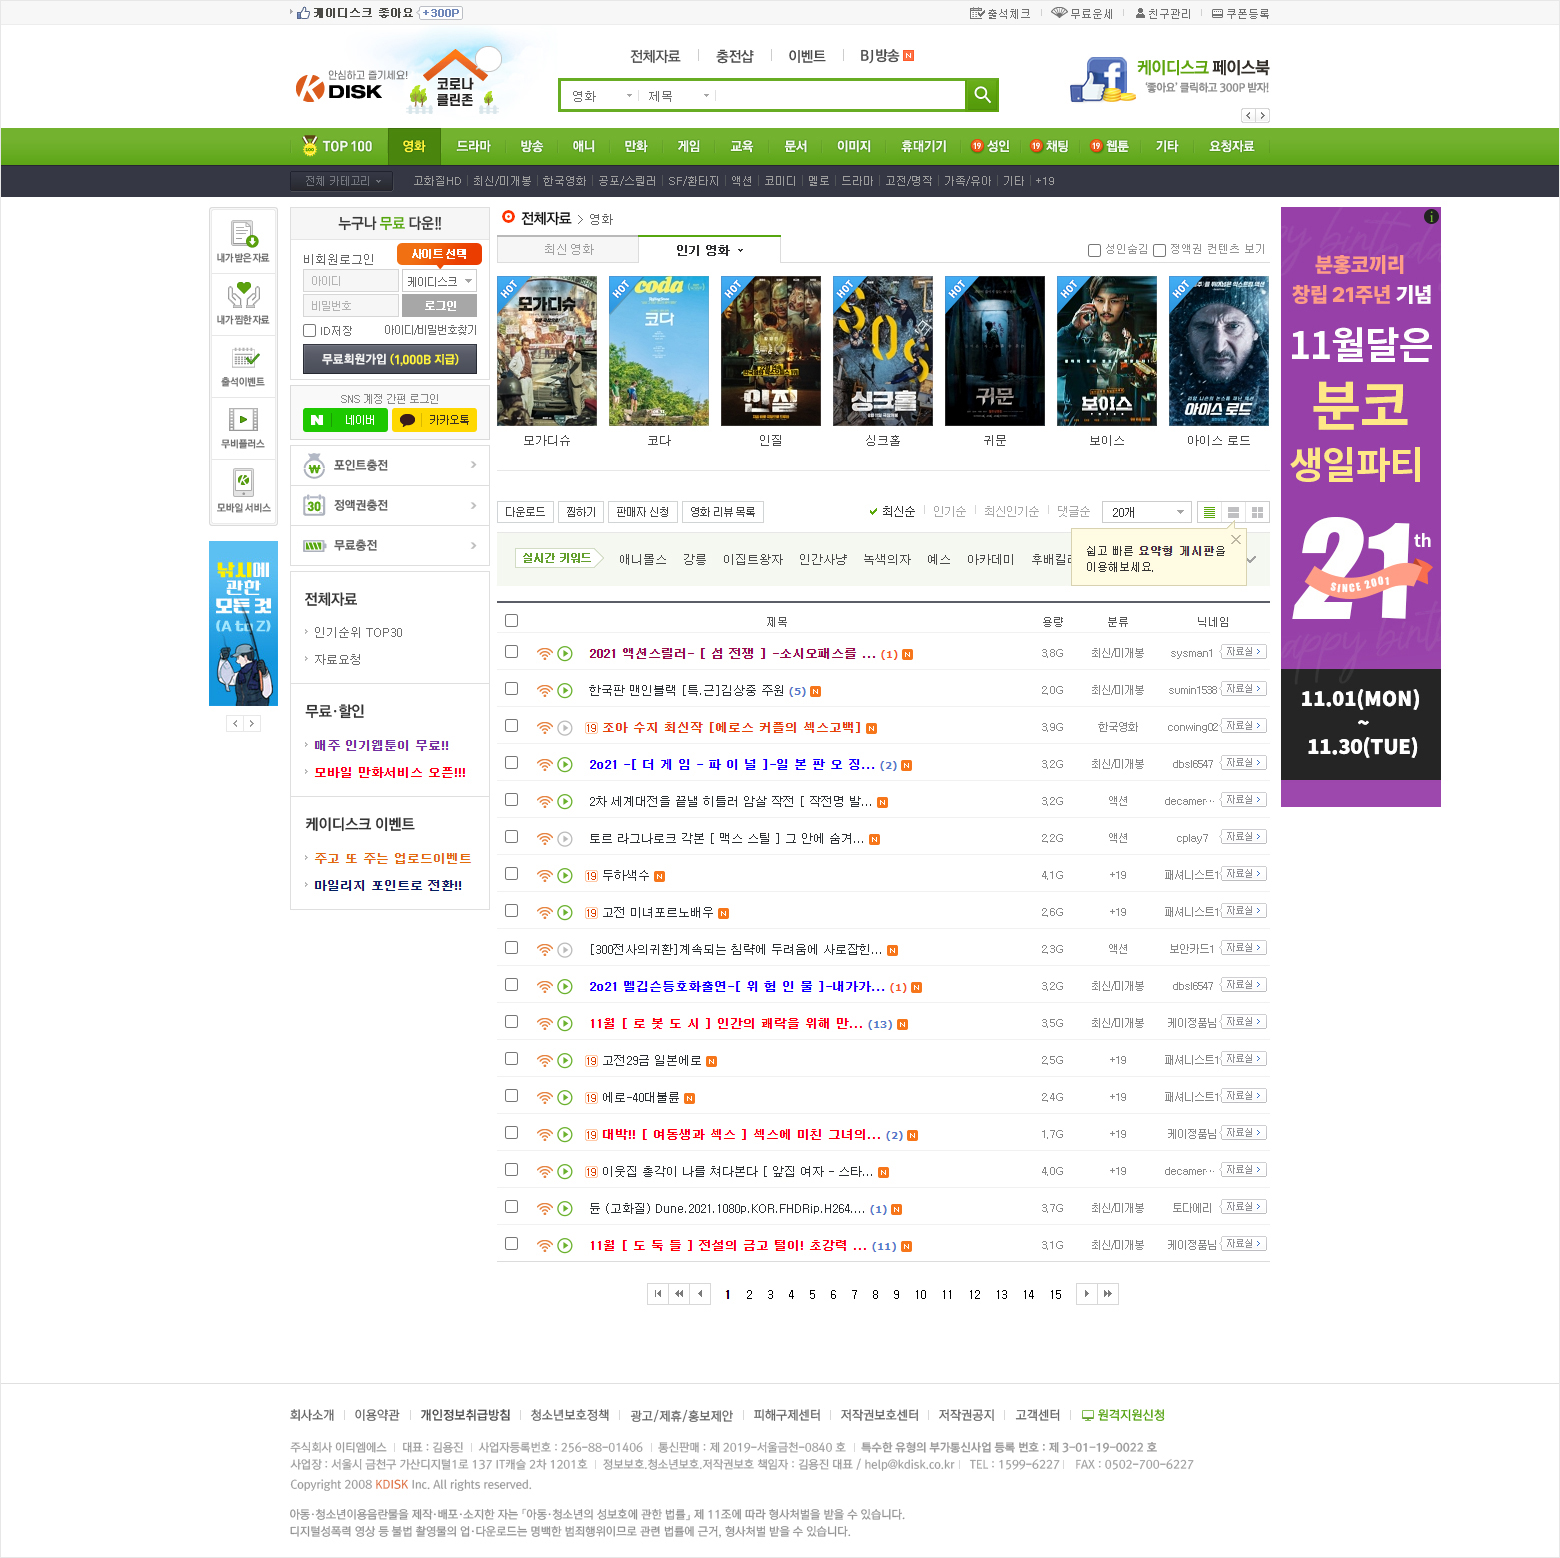 케이디스크 좋아요 +300P
출석체크 무료운세 친구관리 쿠폰등록
KDISK 안심하고 즐기세요! 코로나 클린존
전체자료 충전샵 이벤트 BJ방송 N
영화 제목
케이디스크 페이스북
'좋아요' 클릭하고 300P 받자!
TOP 100 영화 드라마 방송 애니 만화 게임 교육 문서 이미지 휴대기기 19 성인 19 채팅 19 웹툰 기타 요청자료
전체 카테고리 고화질HD 최신/미개봉 한국영화 공포/스릴러 SF/환타지 액션 코미디 멜로 드라마 고전/명작 가족/유아 기타 +19
내가 받은 자료
내가 찜한 자료
출석이벤트
무비플러스
모바일 서비스
낚시에
관한
모든 것
(A to Z)
누구나 무료 다운!!
비회원로그인 사이트 선택
아이디 케이디스크
비밀번호 로그인
ID저장 아이디/비밀번호찾기
무료회원가입 (1,000B 지급)
SNS 계정 간편 로그인
네이버 카카오톡
포인트충전
정액권충전
무료충전
전체자료
인기순위 TOP30
자료요청
무료·할인
매주 인기웹툰이 무료!!
모바일 만화서비스 오픈!!!
케이디스크 이벤트
주고 또 주는 업로드이벤트
마일리지 포인트로 전환!!
전체자료 > 영화
최신 영화 인기 영화 성인숨김 정액권 컨텐츠 보기
HOT HOT HOT HOT HOT HOT HOT
모가디슈 coda 코다 인질 싱크홀 귀문 보이스 아이스 로드
모가디슈 코다 인질 싱크홀 귀문 보이스 아이스 로드
다운로드 찜하기 판매자 신청 영화 리뷰 목록 최신순 인기순 최신인기순 댓글순 20개
실시간 키워드 애니몰스 강릉 이집트왕자 인간사냥 녹색의자 예스 아카데미
쉽고 빠른 요약형 게시판을
이용해보세요.
제목 용량 분류 닉네임
2021 액션스릴러- [ 섬 전쟁 ] -소시오패스를 ... (1) N 3.8G 최신/미개봉 sysman1 자료실
한국판 맨인블랙 [특.근]김상중 주원 (5) N 2.0G 최신/미개봉 sumin1538 자료실
19 조아 수지 최신작 [에로스 커플의 섹스고백] N 3.9G 한국영화 conwing02 자료실
2o21 -[ 더 게 임 - 파 이 널 ]-일 본 판 오 징... (2) N 3.2G 최신/미개봉 dbsl6547 자료실
2차 세계대전을 끝낼 히틀러 암살 작전 [ 작전명 발... N 3.2G 액션 decamer… 자료실
토르 라그나로크 각본 [ 맥스 스틸 ] 그 안에 숨겨... N 2.2G 액션 cplay7 자료실
19 두하색수 N 4.1G +19 패셔니스트1 자료실
19 고전 미녀포르노배우 N 2.6G +19 패셔니스트1 자료실
[300전사의귀환]계속되는 침략에 두려움에 사로잡힌... N 2.3G 액션 보안카드1 자료실
2o21 멜깁슨등호화출연-[ 위 험 인 물 ]-내가가... (1) N 3.2G 최신/미개봉 dbsl6547 자료실
11월 [ 로 봇 도 시 ] 인간의 쾌락을 위해 만... (13) N 3.5G 최신/미개봉 케이정품님 자료실
19 고전29금 일본에로 N 2.5G +19 패셔니스트1 자료실
19 에로-40대불륜 N 2.4G +19 패셔니스트1 자료실
19 대박!! [ 여동생과 섹스 ] 섹스에 미친 그녀의... (2) N 1.7G +19 케이정품님 자료실
19 이웃집 총각이 나를 쳐다본다 [ 앞집 여자 - 스타... N 4.0G +19 decamer… 자료실
듄 (고화질) Dune.2021.1080p.KOR.FHDRip.H264.... (1) N 3.7G 최신/미개봉 토다에리 자료실
11월 [ 도 둑 들 ] 전설의 금고 털이! 초강력 ... (11) N 3.1G 최신/미개봉 케이정품님 자료실
1 2 3 4 5 6 7 8 9 10 11 12 13 14 15
분홍코끼리
창립 21주년 기념
11월달은
분코
생일파티
21th
SINCE 2001
11.01(MON)
~
11.30(TUE)
회사소개 이용약관 개인정보취급방침 청소년보호정책 광고/제휴/홍보제안 피해구제센터 저작권보호센터 저작권공지 고객센터 원격지원신청
주식회사 이티엠에스 대표 : 김용진 사업자등록번호 : 256-88-01406 통신판매 : 제 2019-서울금천-0840 호 특수한 유형의 부가통신사업 등록 번호 : 제 3-01-19-0022 호
사업장 : 서울시 금천구 가산디지털1로 137 IT캐슬 2차 1201호 정보보호.청소년보호.저작권보호 책임자 : 김용진 대표 / help@kdisk.co.kr TEL : 1599-6227 FAX : 0502-700-6227
Copyright 2008 KDISK Inc. All rights reserved.
아동·청소년이용음란물을 제작·배포·소지한 자는 「아동·청소년의 성보호에 관한 법률」 제 11조에 따라 형사처벌을 받을 수 있습니다.
디지털성폭력 영상 등 불법 촬영물의 업·다운로드는 명백한 범죄행위이므로 관련 법률에 근거, 형사처벌 받을 수 있습니다.